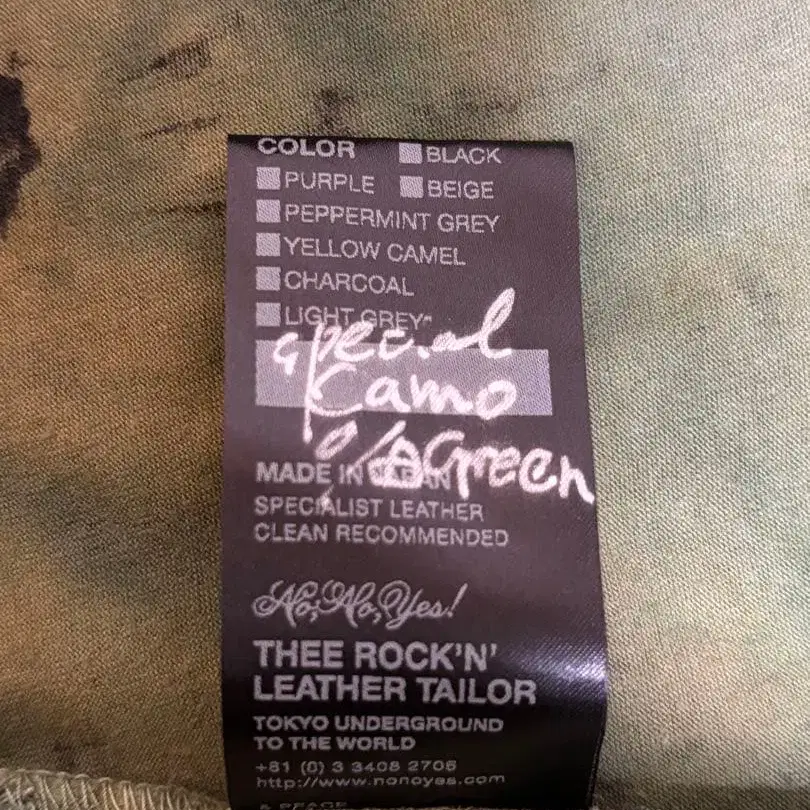 COLOR BLACK
PURPLE BEIGE
PEPPERMINT GREY
YELLOW CAMEL
CHARCOAL
LIGHT GREY
special
Camo
Green
MADE IN JAPAN
SPECIALIST LEATHER
CLEAN RECOMMENDED
No, No, Yes!
THEE ROCK'N'
LEATHER TAILOR
TOKYO UNDERGROUND
TO THE WORLD
+81 (0) 3 3408 2706
http://www.nonoyes.com
& PEACE